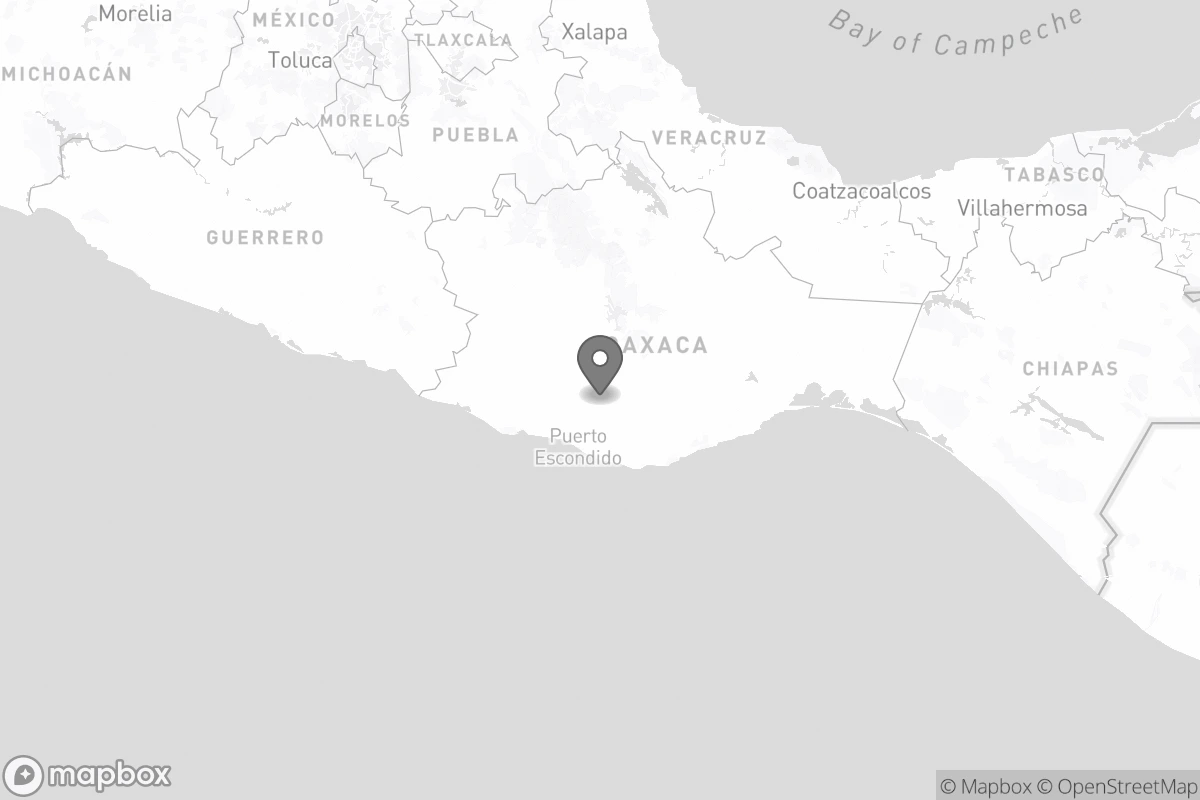 Morelia
MÉXICO
Xalapa
Bay of Campeche
TLAXCALA
Toluca
MICHOACÁN
MORELOS
PUEBLA
VERACRUZ
TABASCO
Coatzacoalcos
Villahermosa
GUERRERO
AXACA
CHIAPAS
Puerto
Escondido
mapbox
© Mapbox © OpenStreetMap